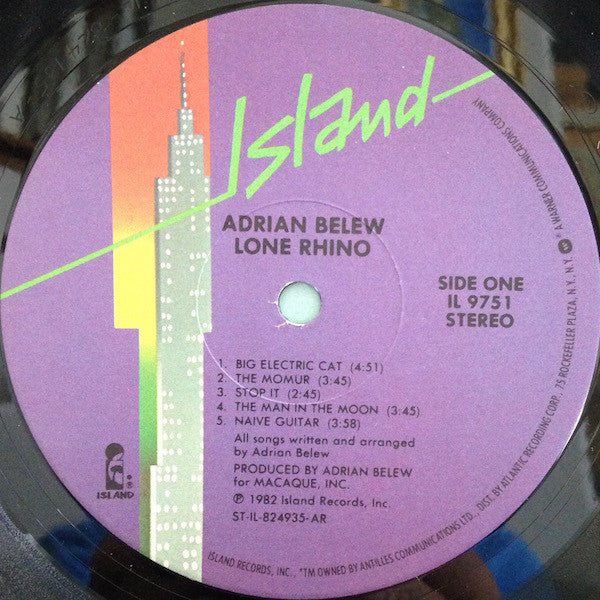 Island
ADRIAN BELEW
LONE RHINO
SIDE ONE
IL 9751
STEREO
1. BIG ELECTRIC CAT (4:51)
2. THE MOMUR (3:45)
3. STOP IT (2:45)
4. THE MAN IN THE MOON (3:45)
5. NAIVE GUITAR (3:58)
All songs written and arranged
by Adrian Belew
PRODUCED BY ADRIAN BELEW
for MACAQUE, INC.
℗ 1982 Island Records, Inc.
ST-IL-824935-AR
ISLAND
ISLAND RECORDS, INC., *TM OWNED BY ANTILLES COMMUNICATIONS LTD., DIST. BY ATLANTIC RECORDING CORP., 75 ROCKEFELLER PLAZA, N.Y., N.Y. A WARNER COMMUNICATIONS COMPANY